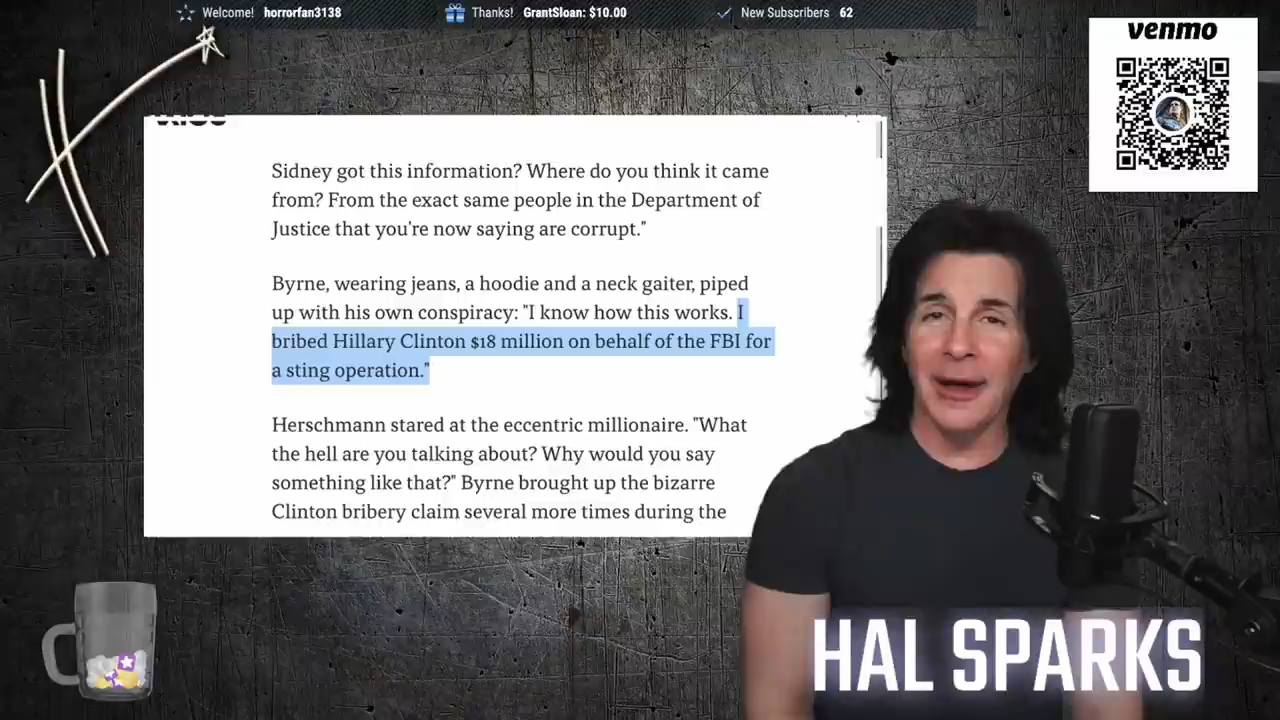 Welcome! horrorfan3138
Thanks! GrantSloan: $10.00
New Subscribers 62
venmo
Sidney got this information? Where do you think it came
from? From the exact same people in the Department of
Justice that you're now saying are corrupt."
Byrne, wearing jeans, a hoodie and a neck gaiter, piped
up with his own conspiracy: "I know how this works. I
bribed Hillary Clinton $18 million on behalf of the FBI for
a sting operation."
Herschmann stared at the eccentric millionaire. "What
the hell are you talking about? Why would you say
something like that?" Byrne brought up the bizarre
Clinton bribery claim several more times during the
HAL SPARKS